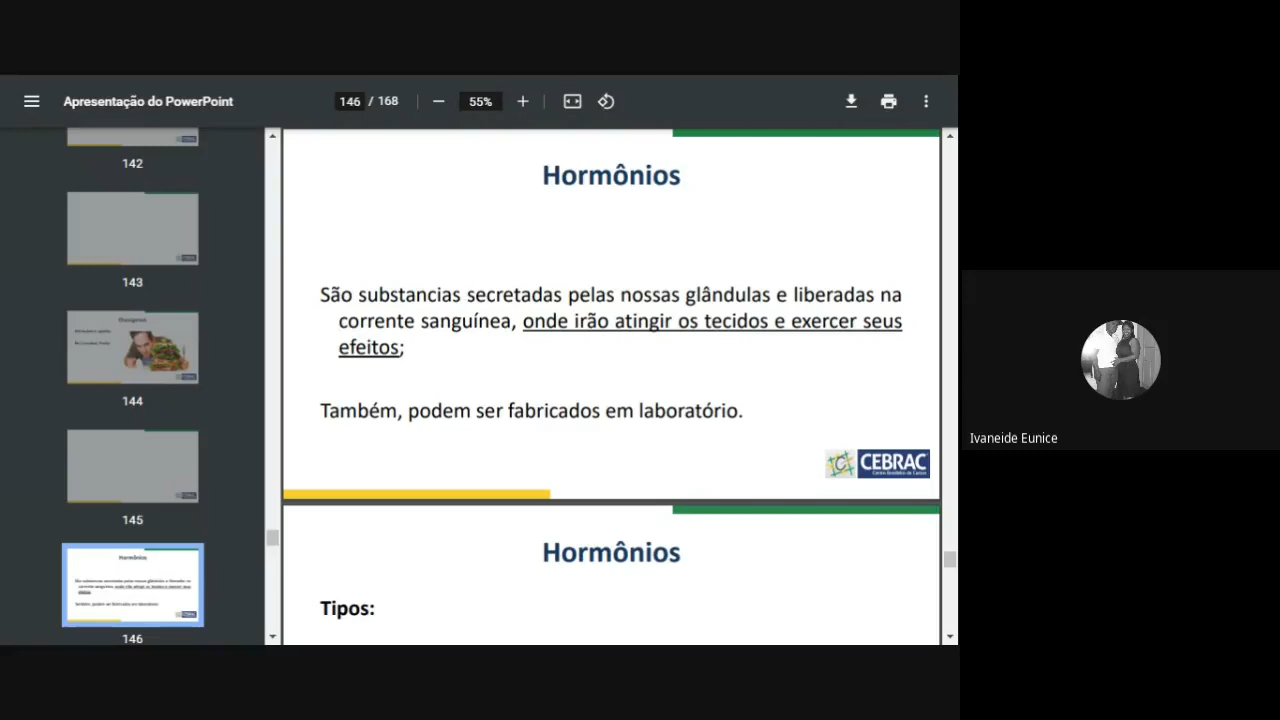 Apresentação do PowerPoint
146 / 168
55%
142
143
144
145
146
Hormônios
São substancias secretadas pelas nossas glândulas e liberadas na
corrente sanguínea, onde irão atingir os tecidos e exercer seus
efeitos;
Também, podem ser fabricados em laboratório.
CEBRAC
Hormônios
Tipos:
Ivaneide Eunice